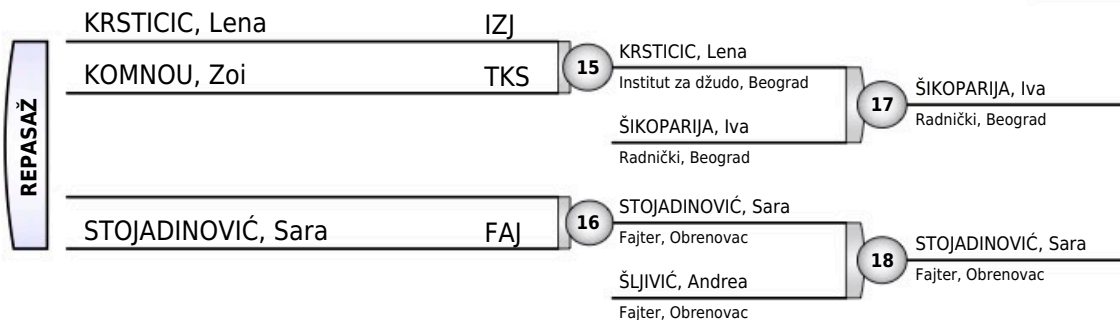 REPASAŽ
KRSTICIC, Lena IZJ
KOMNOU, Zoi TKS
15
KRSTICIC, Lena
Institut za džudo, Beograd
ŠIKOPARIJA, Iva
Radnički, Beograd
17
ŠIKOPARIJA, Iva
Radnički, Beograd
STOJADINOVIĆ, Sara FAJ
16
STOJADINOVIĆ, Sara
Fajter, Obrenovac
ŠLJIVIĆ, Andrea
Fajter, Obrenovac
18
STOJADINOVIĆ, Sara
Fajter, Obrenovac